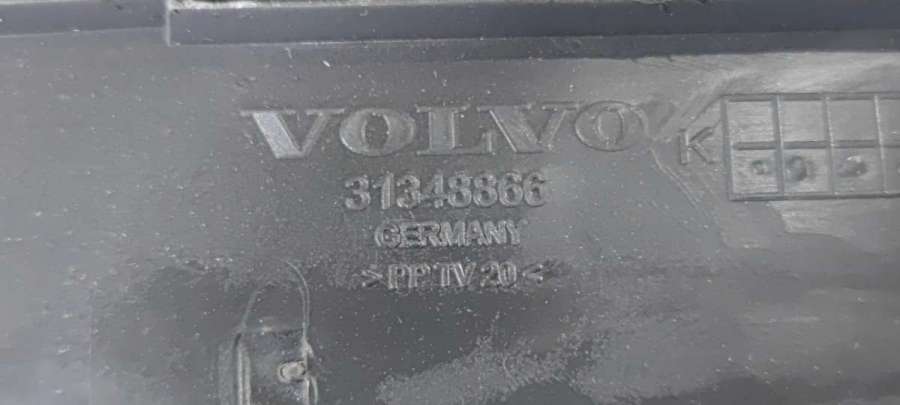 VOLVO
K
31348866
GERMANY
>PP TV 20<